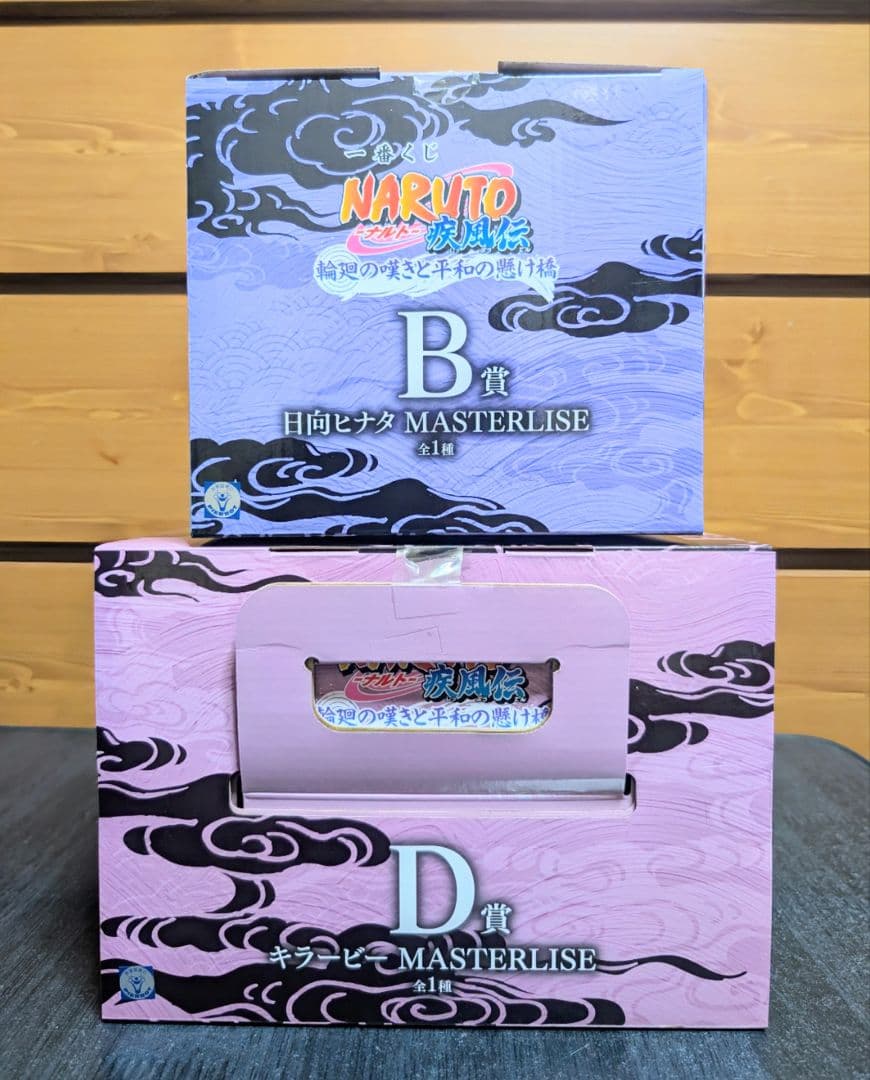 一番くじ
NARUTO
-ナルト-
疾風伝
輪廻の嘆きと平和の懸け橋
B賞
日向ヒナタ MASTERLISE
全1種
-ナルト-
疾風伝
輪廻の嘆きと平和の懸け橋
D賞
キラービー MASTERLISE
全1種